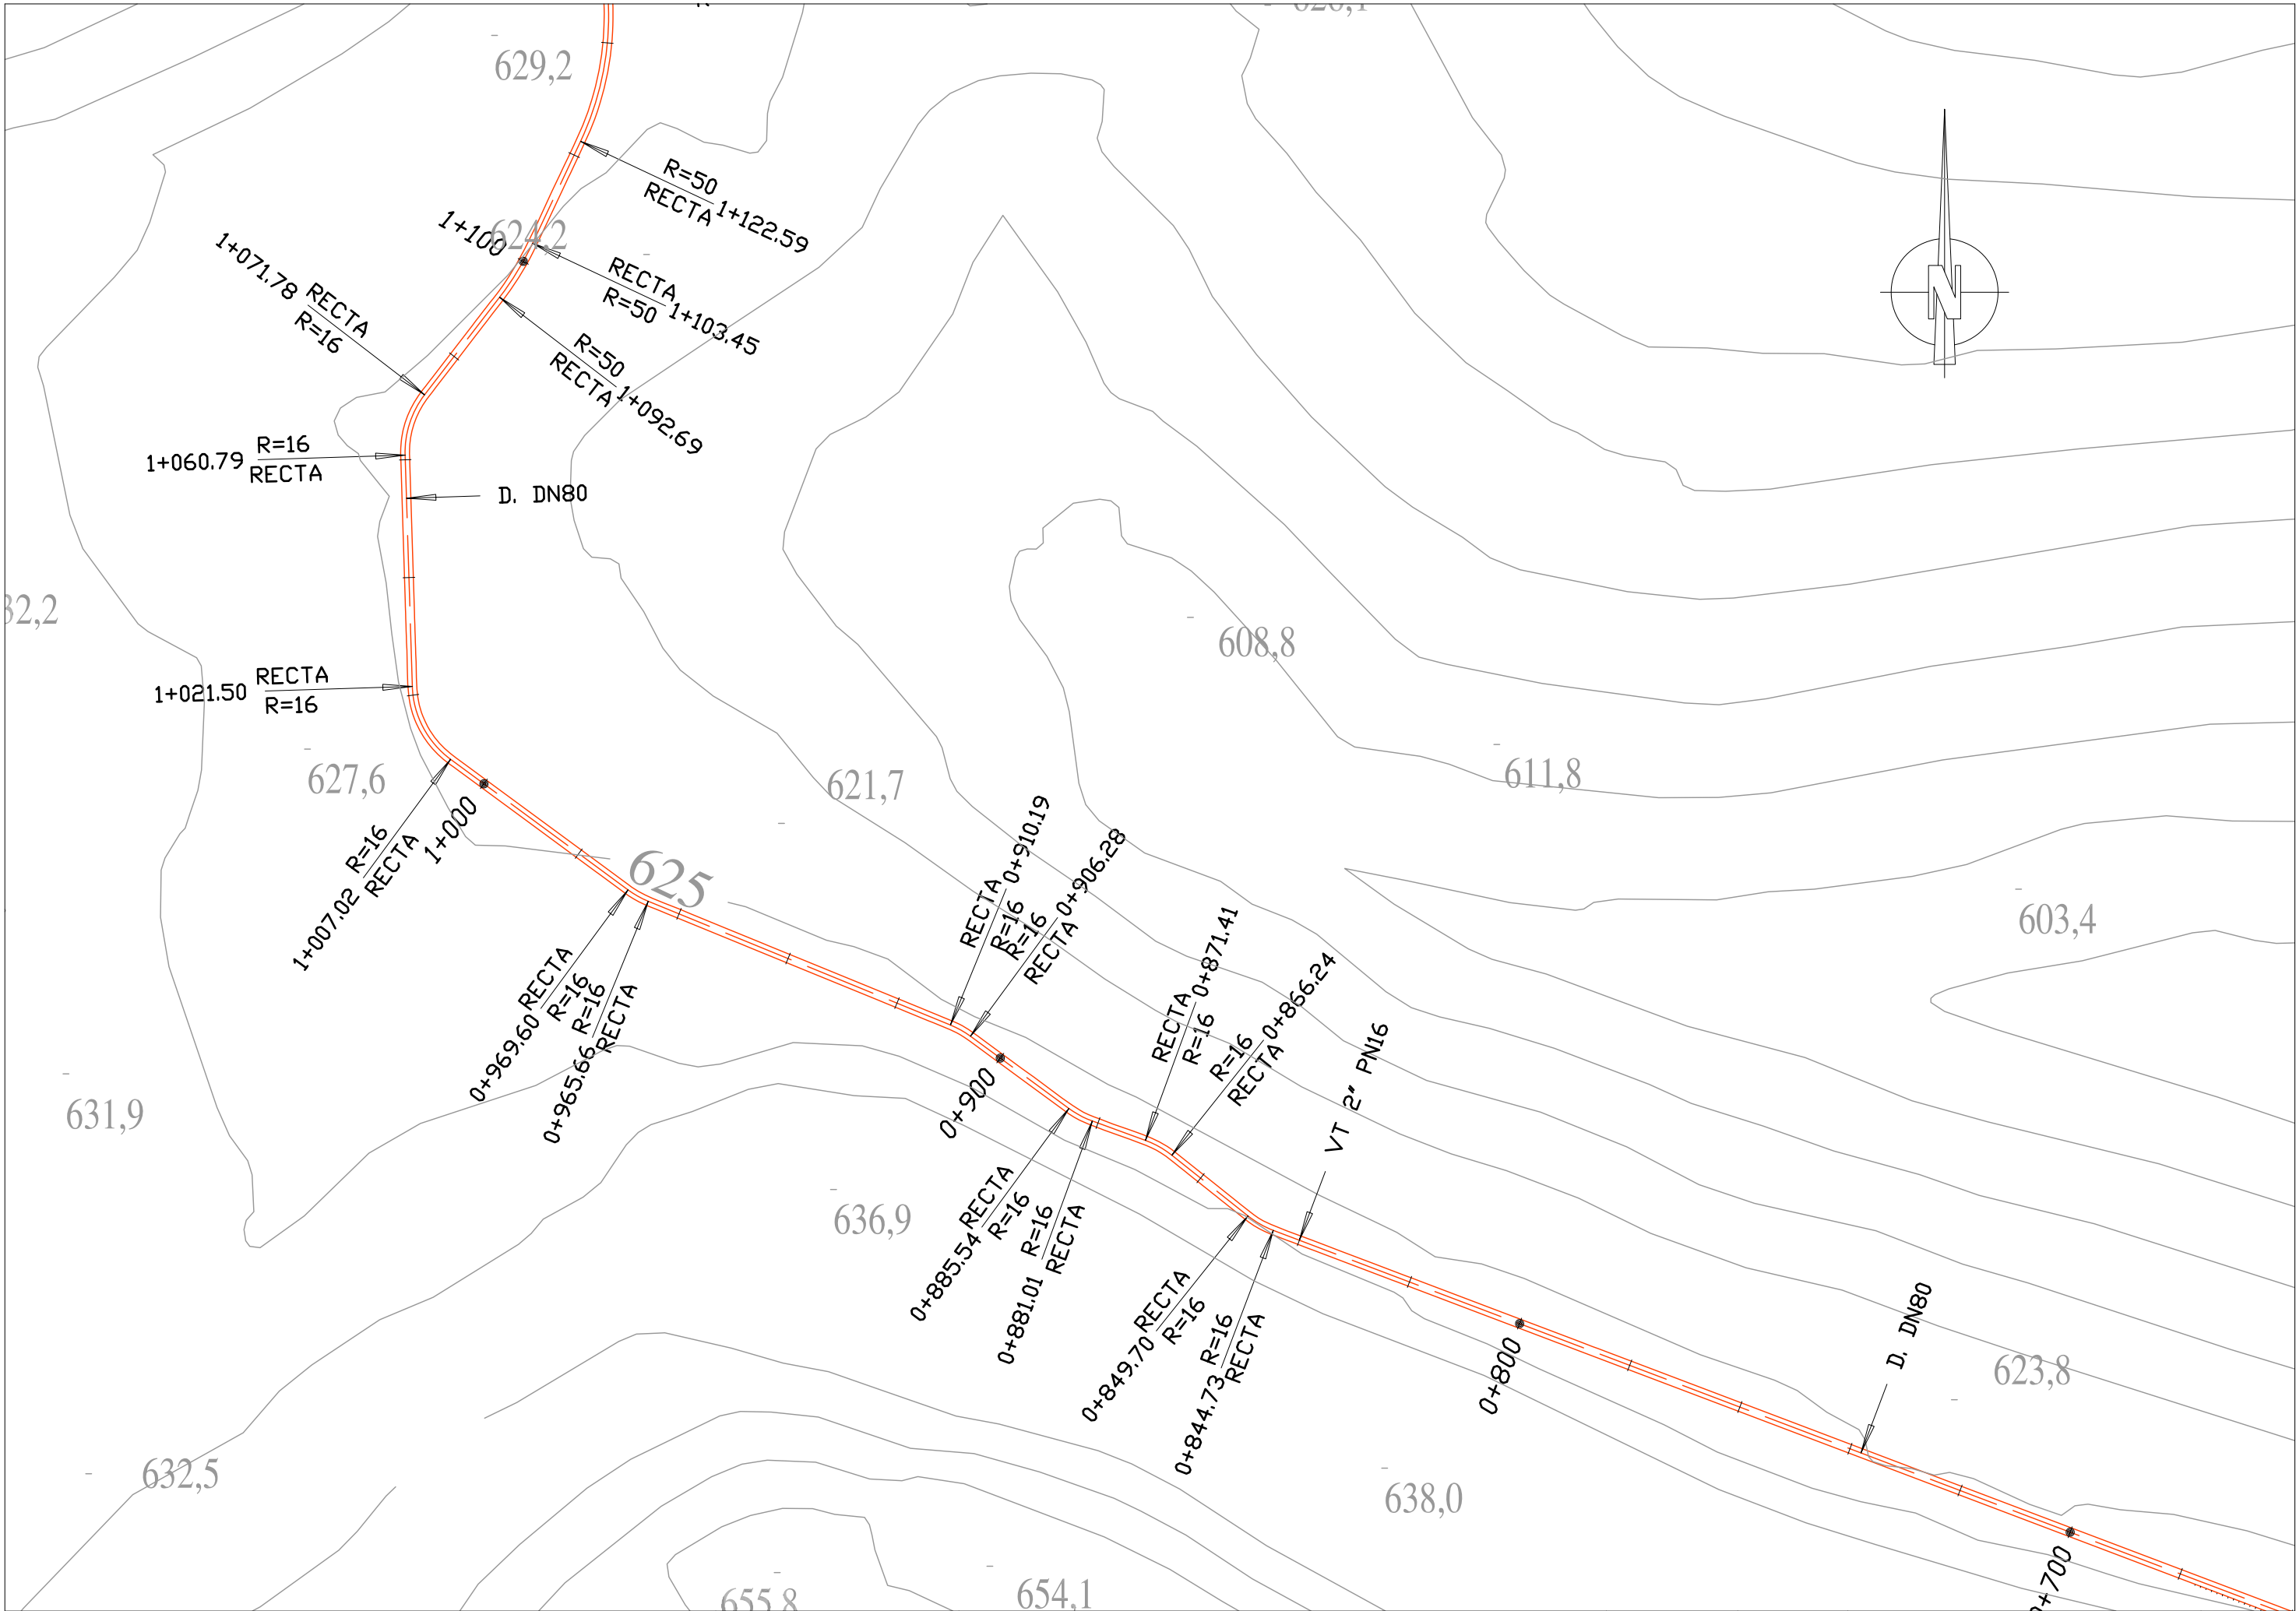 629,2
R=50
RECTA
1+122.59
624,2
1+100
RECTA
R=50
1+103.45
1+071.78
RECTA
R=16
R=50
RECTA
1+092.69
N
1+060.79
R=16
RECTA
D. DN80
608,8
1+021.50
RECTA
R=16
627,6
621,7
611,8
1+007.02
R=16
RECTA
1+000
625
RECTA
R=16
0+910.19
R=16
RECTA
0+906.28
603,4
0+969.60
RECTA
R=16
0+965.66
R=16
RECTA
RECTA
R=16
0+871.41
R=16
RECTA
0+866.24
VT 2" PN16
631,9
0+900
636,9
0+885.54
RECTA
R=16
0+881.01
R=16
RECTA
0+849.70
RECTA
R=16
0+844.73
R=16
RECTA
0+800
D. DN80
623,8
632,5
638,0
655,8
654,1
+700